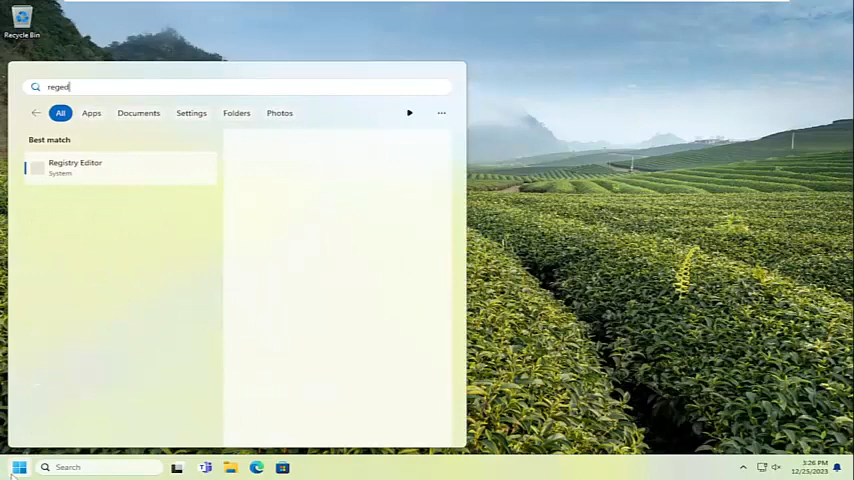 Recycle Bin
reged
All
Apps
Documents
Settings
Folders
Photos
Best match
Registry Editor
System
Search
3:26 PM
12/25/2023